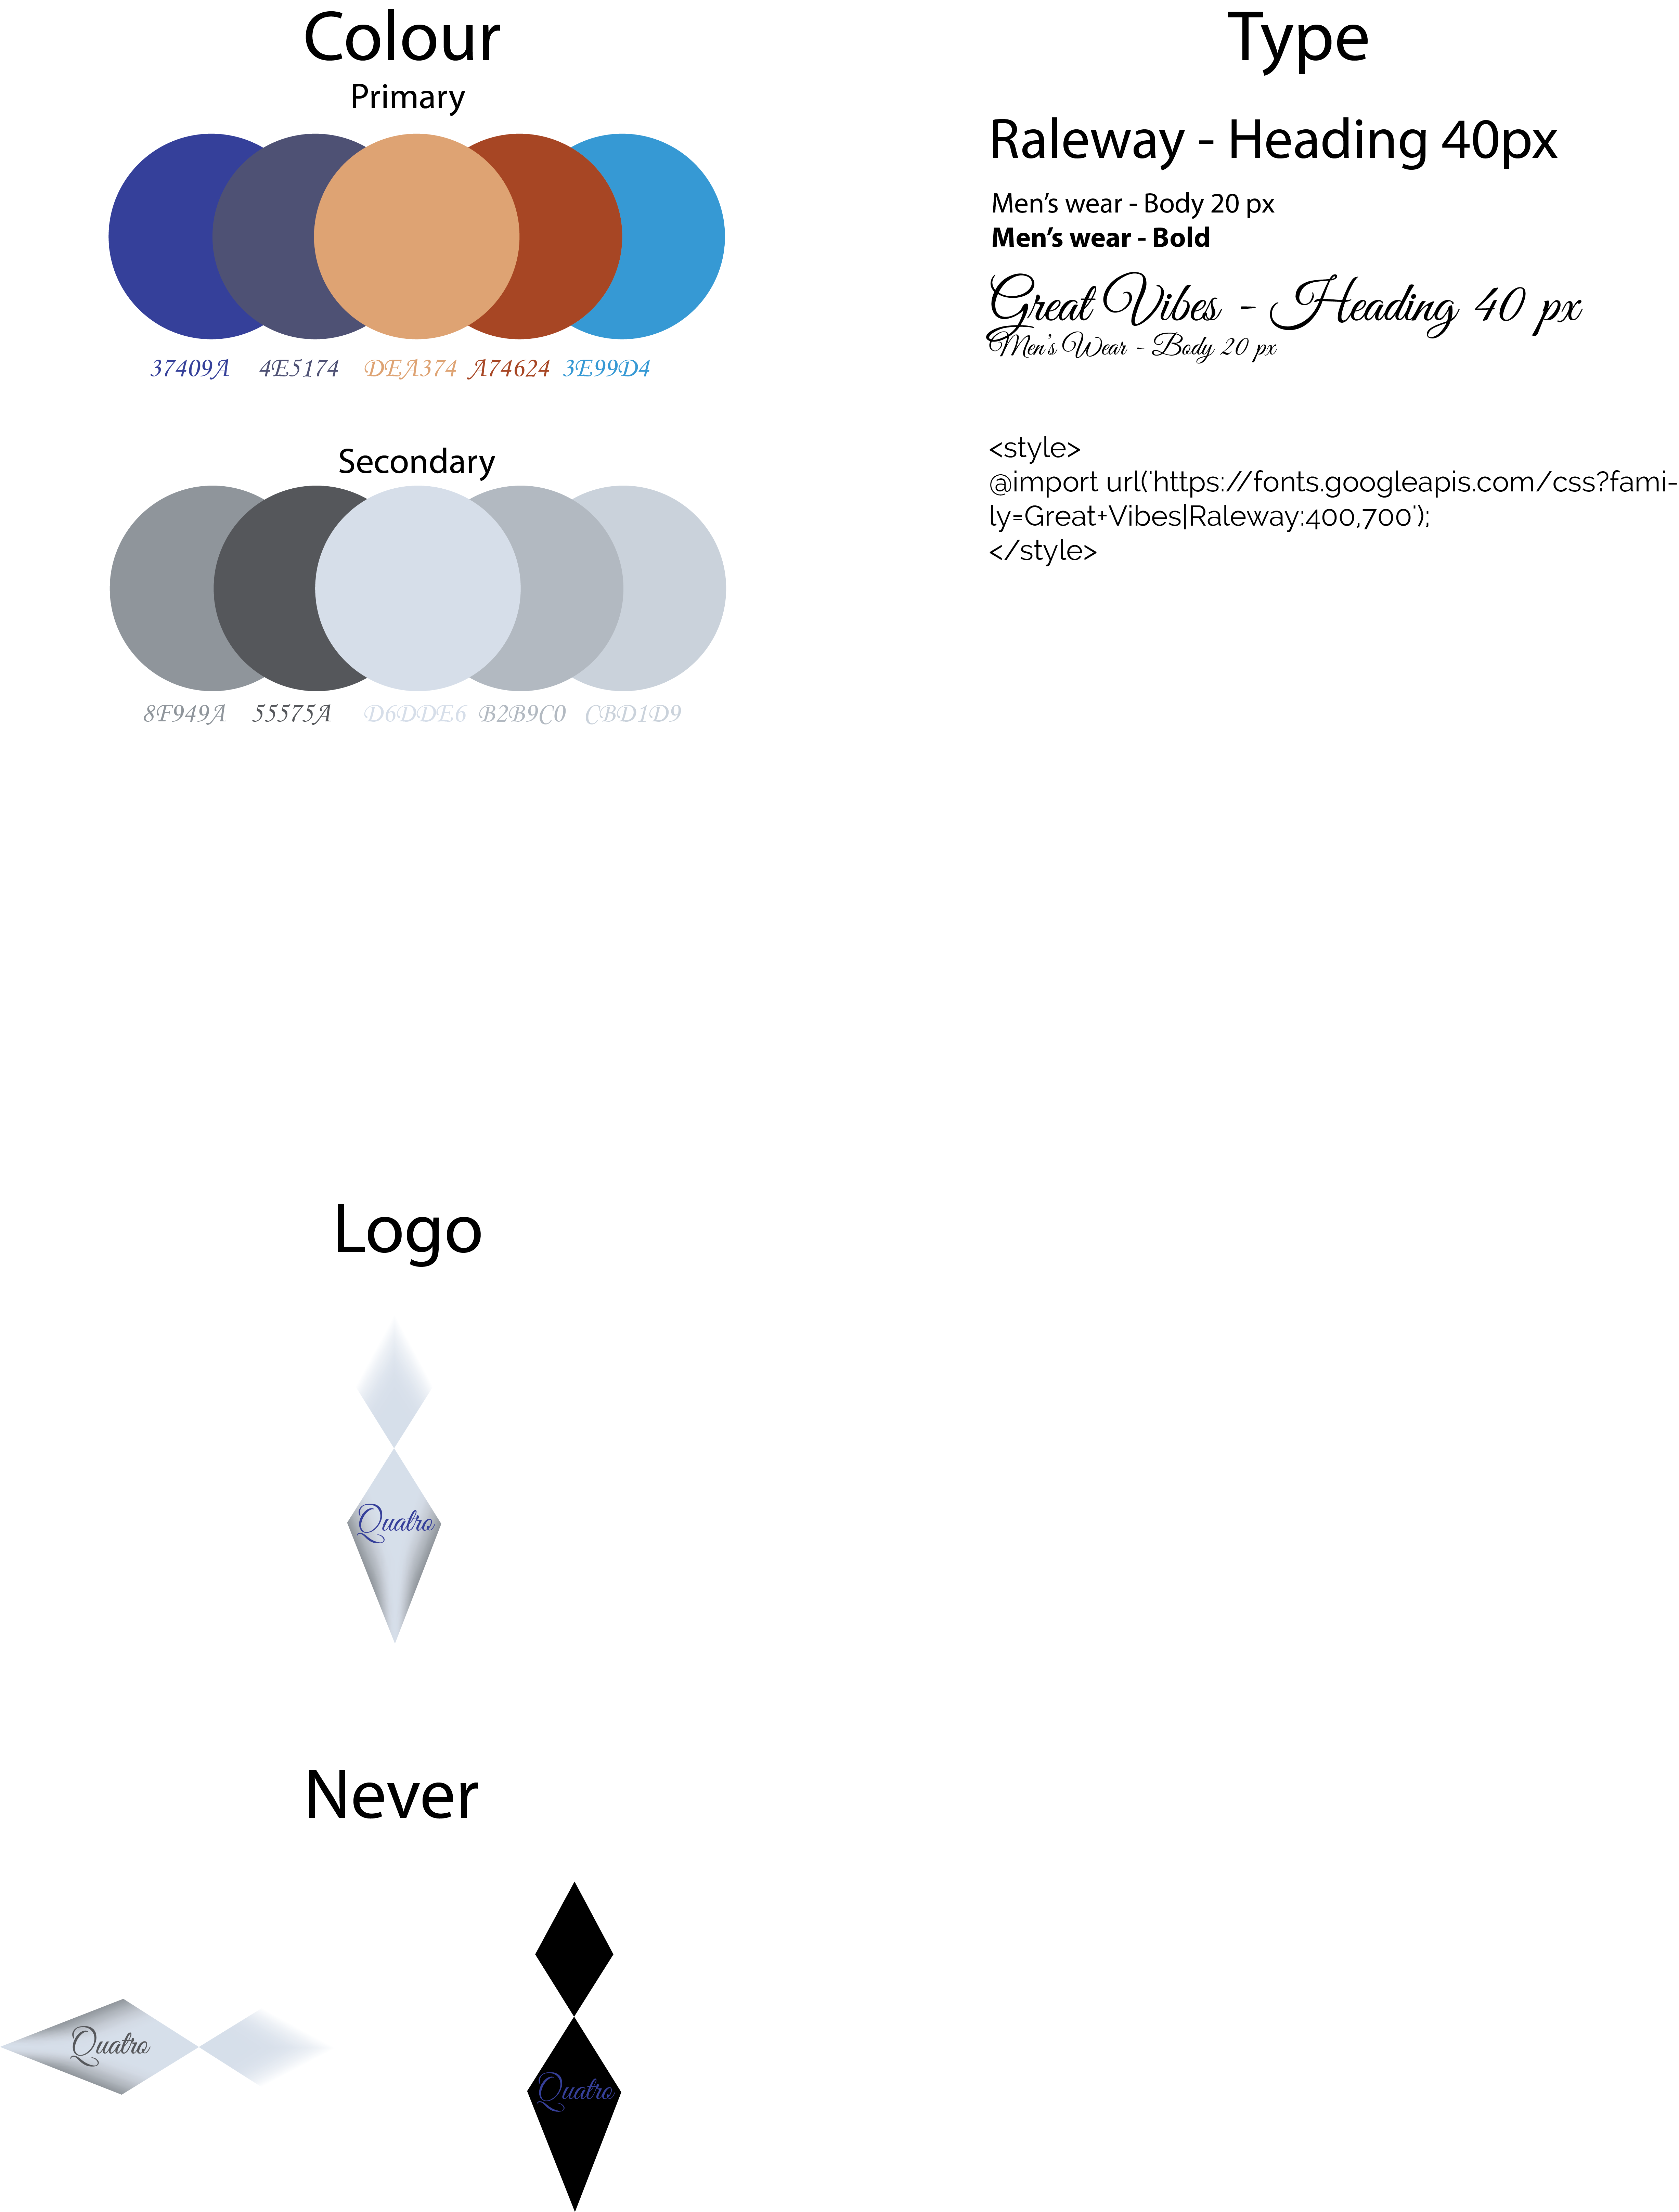 Colour
Primary
37409A 4E5174 DEA374 A74624 3E99D4
Secondary
8F949A 55575A D6DDE6 B2B9C0 CBD1D9
Type
Raleway - Heading 40px
Men’s wear - Body 20 px
Men’s wear - Bold
Great Vibes - Heading 40 px
Men's Wear - Body 20 px
<style>
@import url('https://fonts.googleapis.com/css?fami-
ly=Great+Vibes|Raleway:400,700');
</style>
Logo
Quatro
Never
Quatro
Quatro